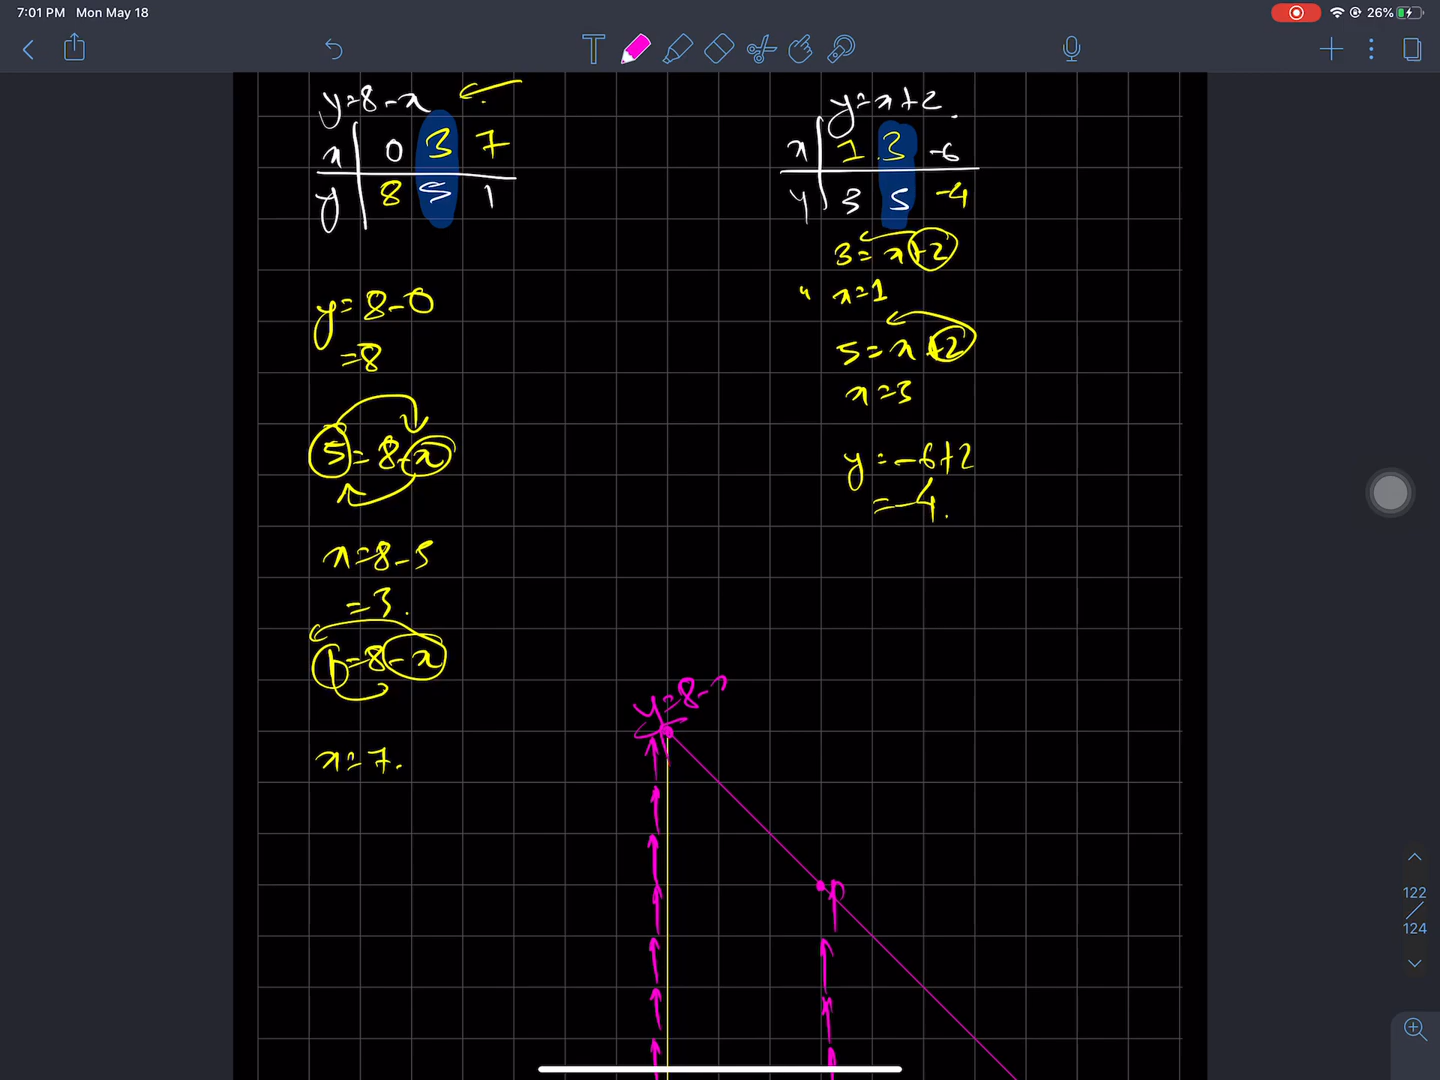 7:01 PM Mon May 18
26%
T
y=8-x
x 0 3 7
y 8 5 1
y=8-0
=8
5=8-x
x=8-5
=3.
1=8-x
x=7.
y=x+2.
x 1 3 -6
y 3 5 -4
3=x+2
x=1
5=x+2
x=3
y=-6+2
=-4.
y=8-x
P
122
124